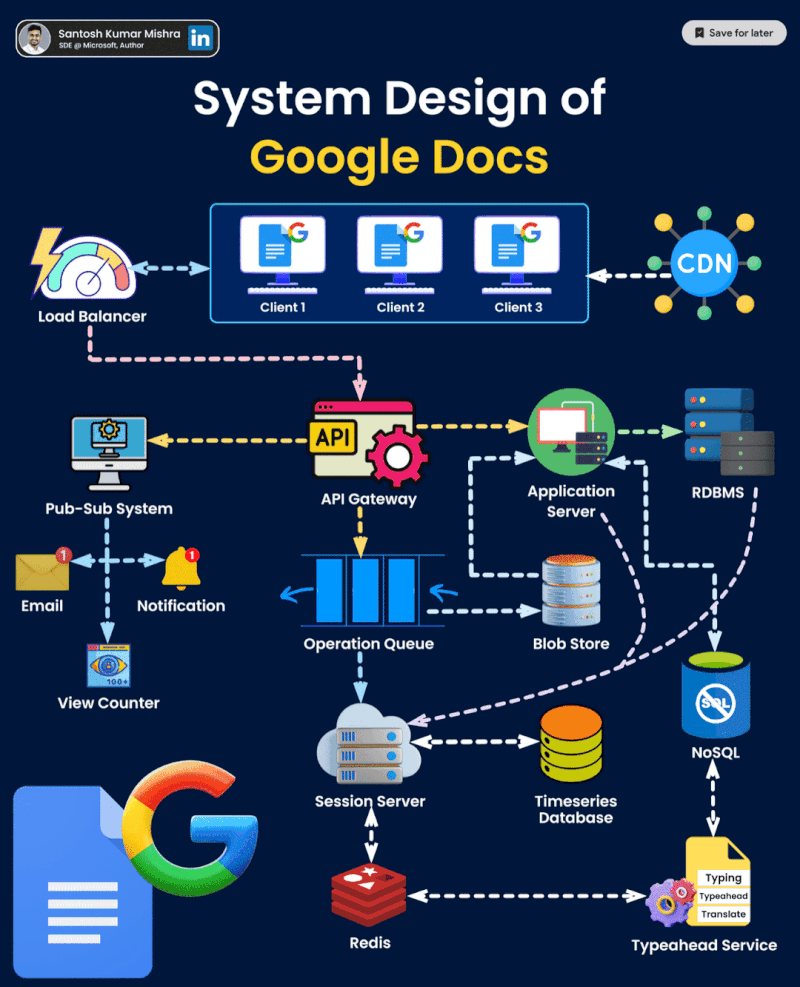 Santosh Kumar Mishra
SDE @ Microsoft, Author
in
Save for later
System Design of
Google Docs
Client 1
Client 2
Client 3
CDN
Load Balancer
API
API Gateway
Application
Server
RDBMS
Pub-Sub System
1
Email
1
Notification
100+
View Counter
Operation Queue
Blob Store
SQL
NoSQL
Session Server
Timeseries
Database
Redis
Typing
Typeahead
Translate
Typeahead Service